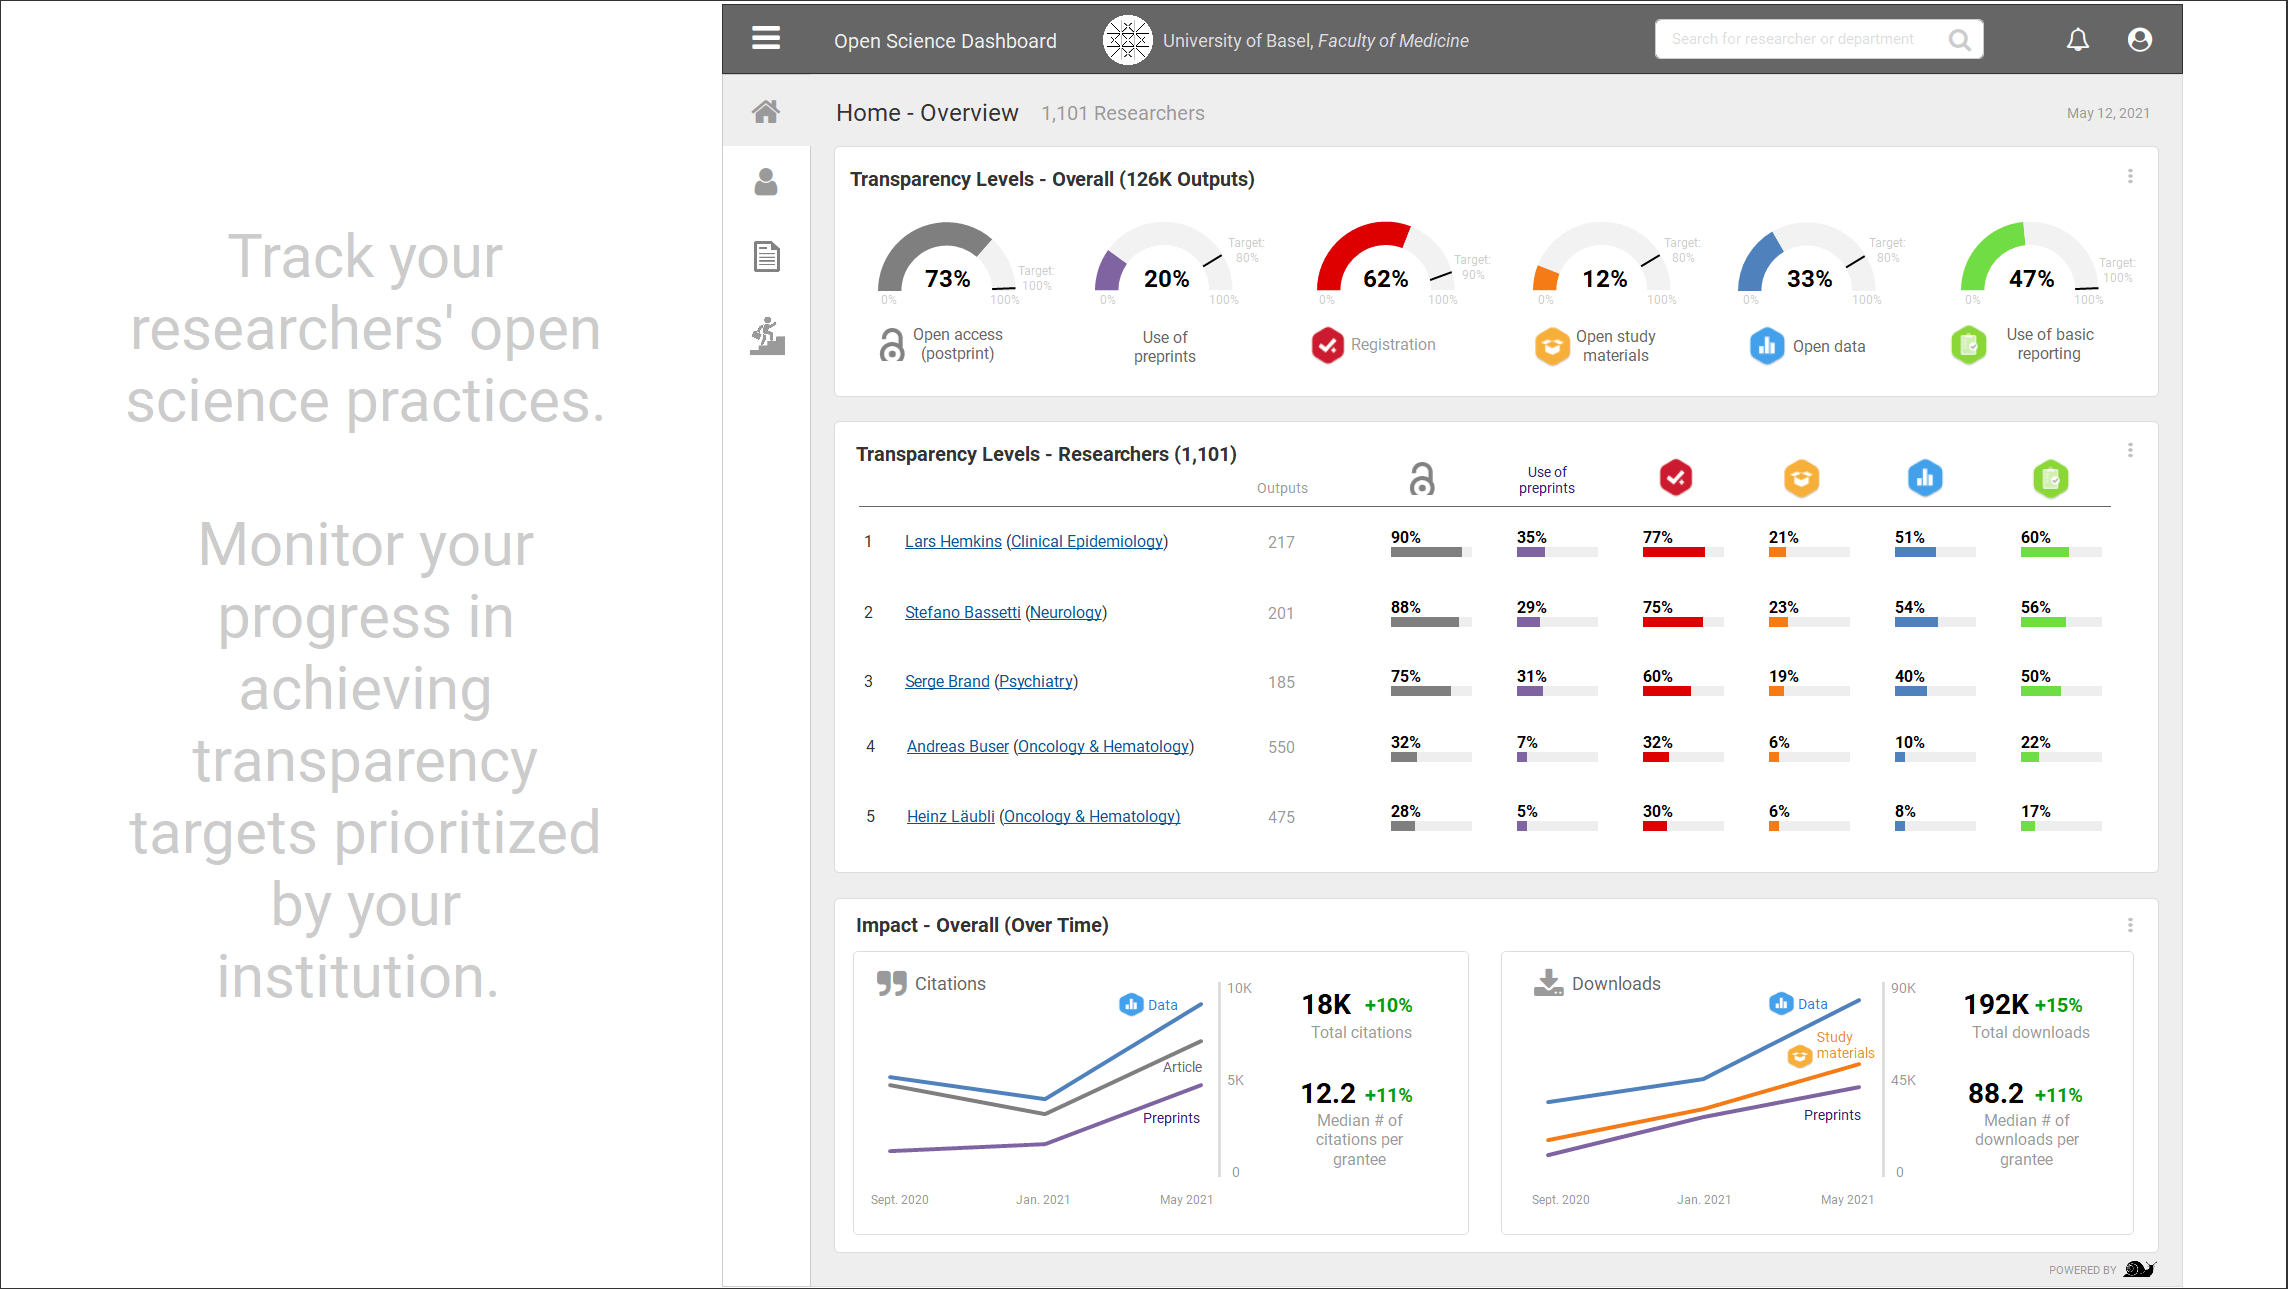 Track your
researchers' open
science practices.
Monitor your
progress in
achieving
transparency
targets prioritized
by your
institution.
Open Science Dashboard
University of Basel, Faculty of Medicine
Search for researcher or department
Home - Overview 1,101 Researchers
May 12, 2021
Transparency Levels - Overall (126K Outputs)
73%
0%
100%
Target:
100%
Open access
(postprint)
20%
0%
100%
Target:
80%
Use of
preprints
62%
0%
100%
Target:
90%
Registration
12%
0%
100%
Target:
80%
Open study
materials
33%
0%
100%
Target:
80%
Open data
47%
0%
100%
Target:
100%
Use of basic
reporting
Transparency Levels - Researchers (1,101)
Outputs
Use of
preprints
1 Lars Hemkins (Clinical Epidemiology) 217 90% 35% 77% 21% 51% 60%
2 Stefano Bassetti (Neurology) 201 88% 29% 75% 23% 54% 56%
3 Serge Brand (Psychiatry) 185 75% 31% 60% 19% 40% 50%
4 Andreas Buser (Oncology & Hematology) 550 32% 7% 32% 6% 10% 22%
5 Heinz Läubli (Oncology & Hematology) 475 28% 5% 30% 6% 8% 17%
Impact - Overall (Over Time)
Citations
Data
Article
Preprints
10K
5K
0
Sept. 2020 Jan. 2021 May 2021
18K +10%
Total citations
12.2 +11%
Median # of
citations per
grantee
Downloads
Data
Study
materials
Preprints
90K
45K
0
Sept. 2020 Jan. 2021 May 2021
192K +15%
Total downloads
88.2 +11%
Median # of
downloads per
grantee
POWERED BY